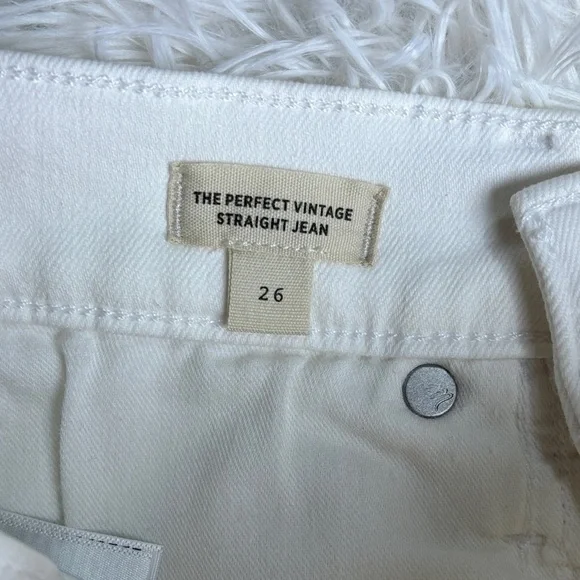 THE PERFECT VINTAGE
STRAIGHT JEAN
26